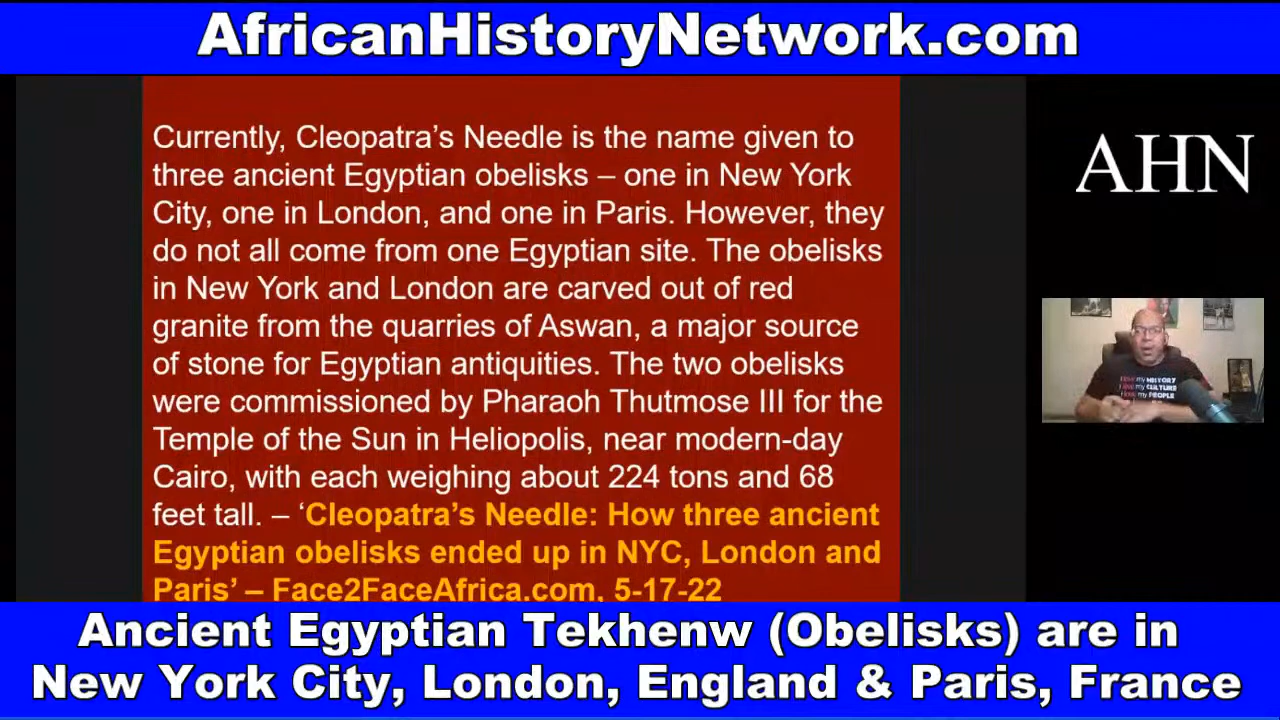 AfricanHistoryNetwork.com
Currently, Cleopatra's Needle is the name given to
three ancient Egyptian obelisks – one in New York
City, one in London, and one in Paris. However, they
do not all come from one Egyptian site. The obelisks
in New York and London are carved out of red
granite from the quarries of Aswan, a major source
of stone for Egyptian antiquities. The two obelisks
were commissioned by Pharaoh Thutmose III for the
Temple of the Sun in Heliopolis, near modern-day
Cairo, with each weighing about 224 tons and 68
feet tall. – ‘Cleopatra’s Needle: How three ancient
Egyptian obelisks ended up in NYC, London and
Paris’ – Face2FaceAfrica.com, 5-17-22
AHN
my HISTORY
my CULTURE
my PEOPLE
Ancient Egyptian Tekhenw (Obelisks) are in
New York City, London, England & Paris, France